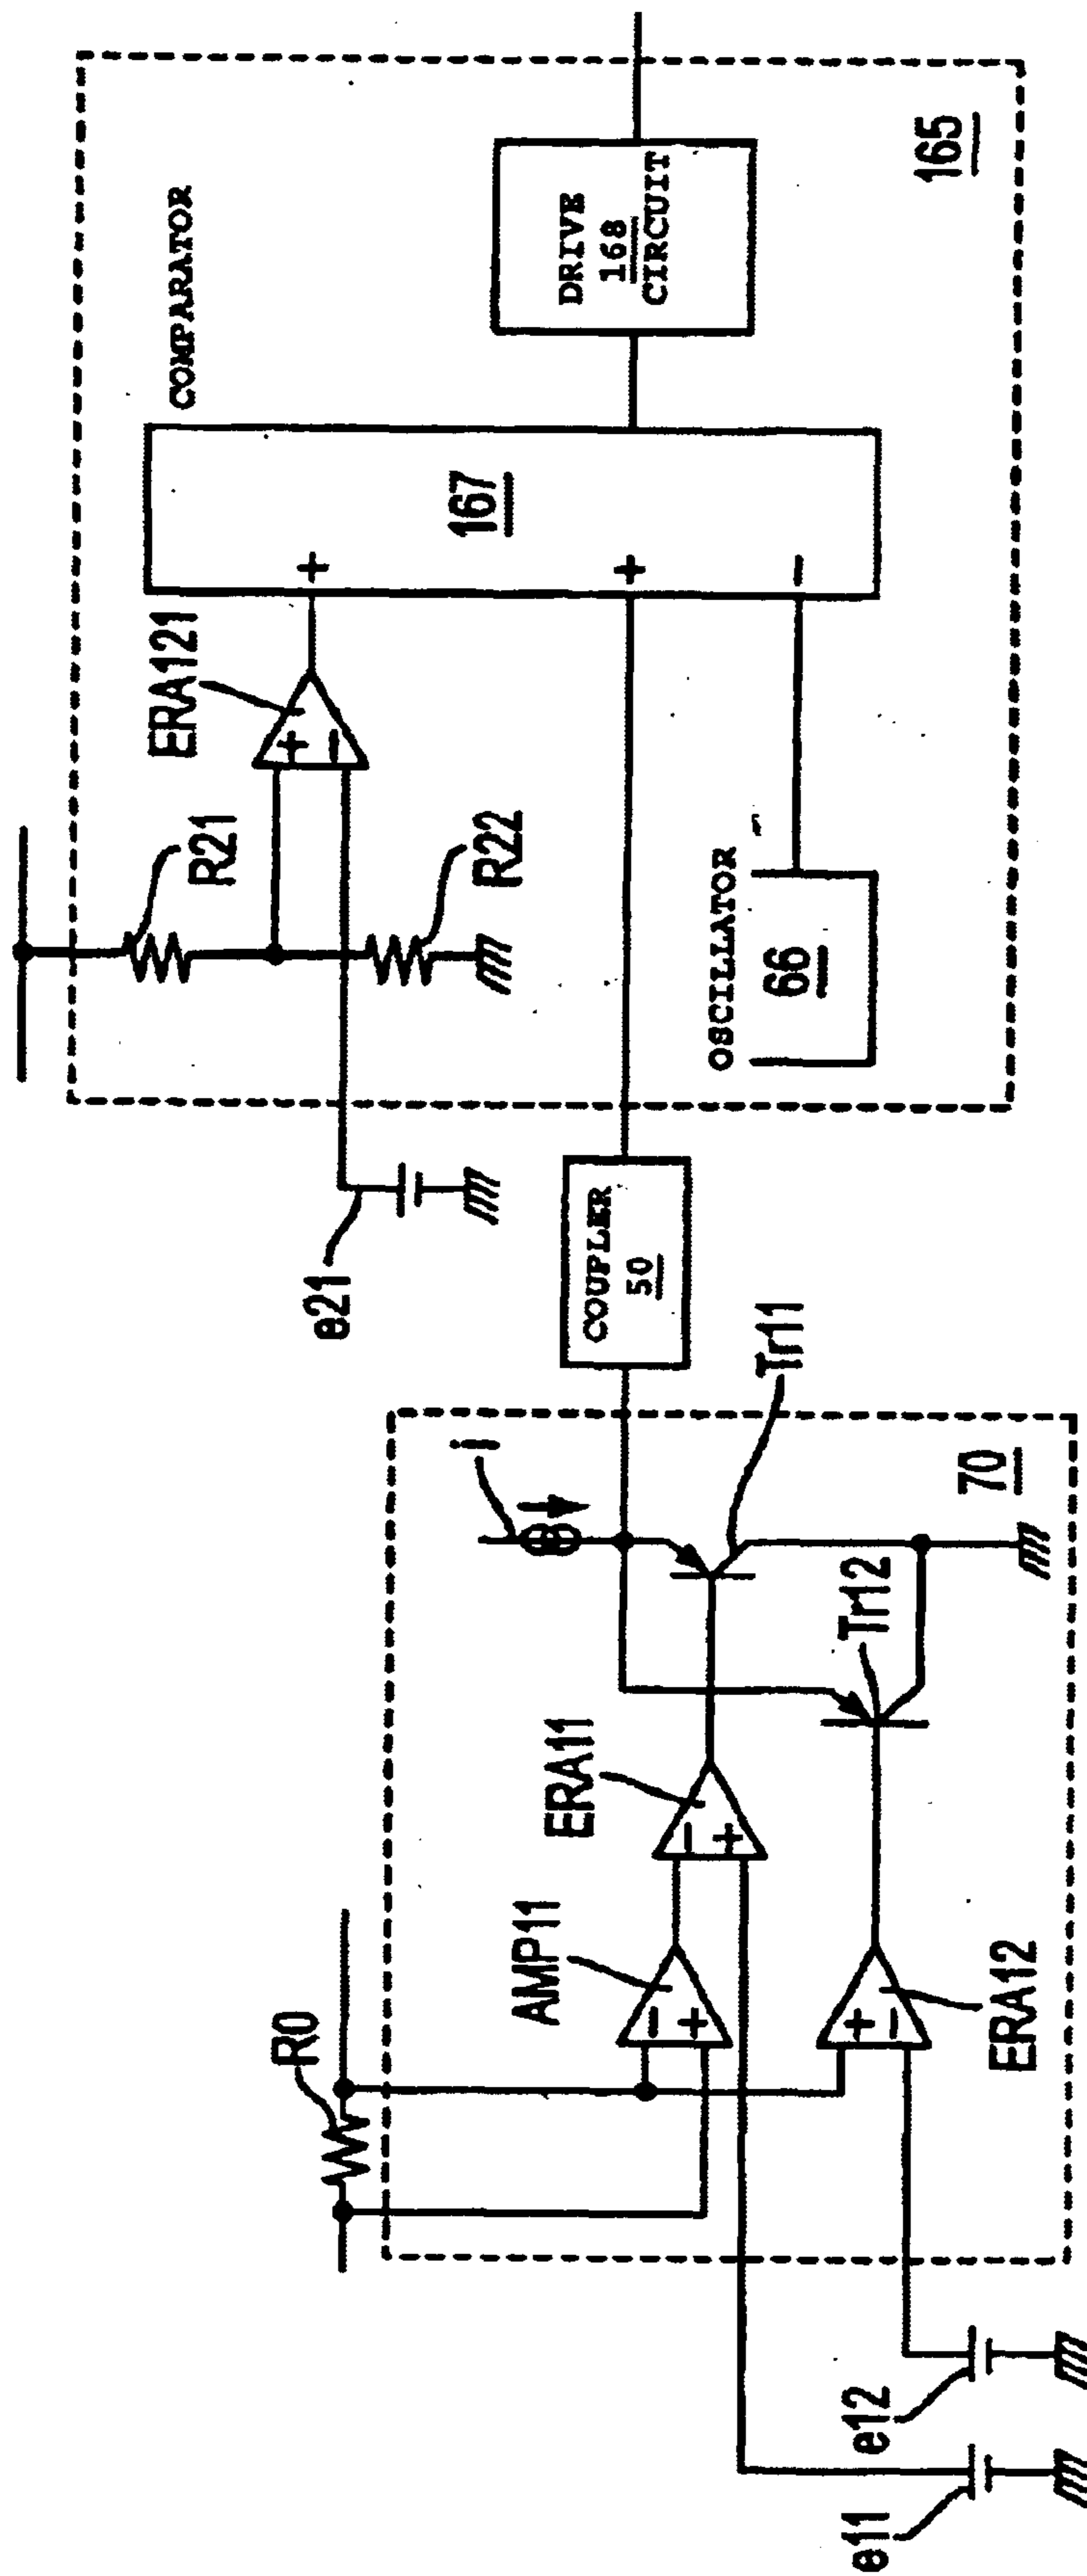 R0
AMP11
ERA11
ERA12
Tr12
Tr11
i
70
e11
e12
COUPLER
50
e21
R21
R22
ERA121
OSCILLATOR
66
COMPARATOR
167
DRIVE
168
CIRCUIT
165
-
+
-
+
+
-
+
-
+
+
-